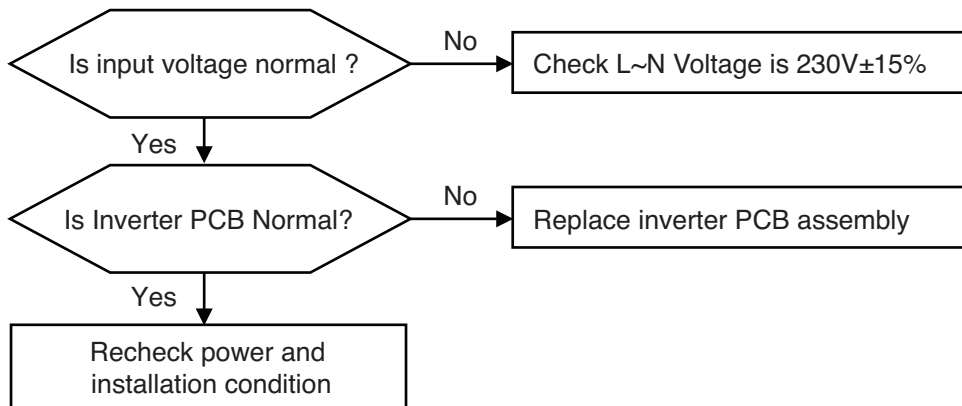 Is input voltage normal ?
No
Check L~N Voltage is 230V±15%
Yes
Is Inverter PCB Normal?
No
Replace inverter PCB assembly
Yes
Recheck power and
installation condition